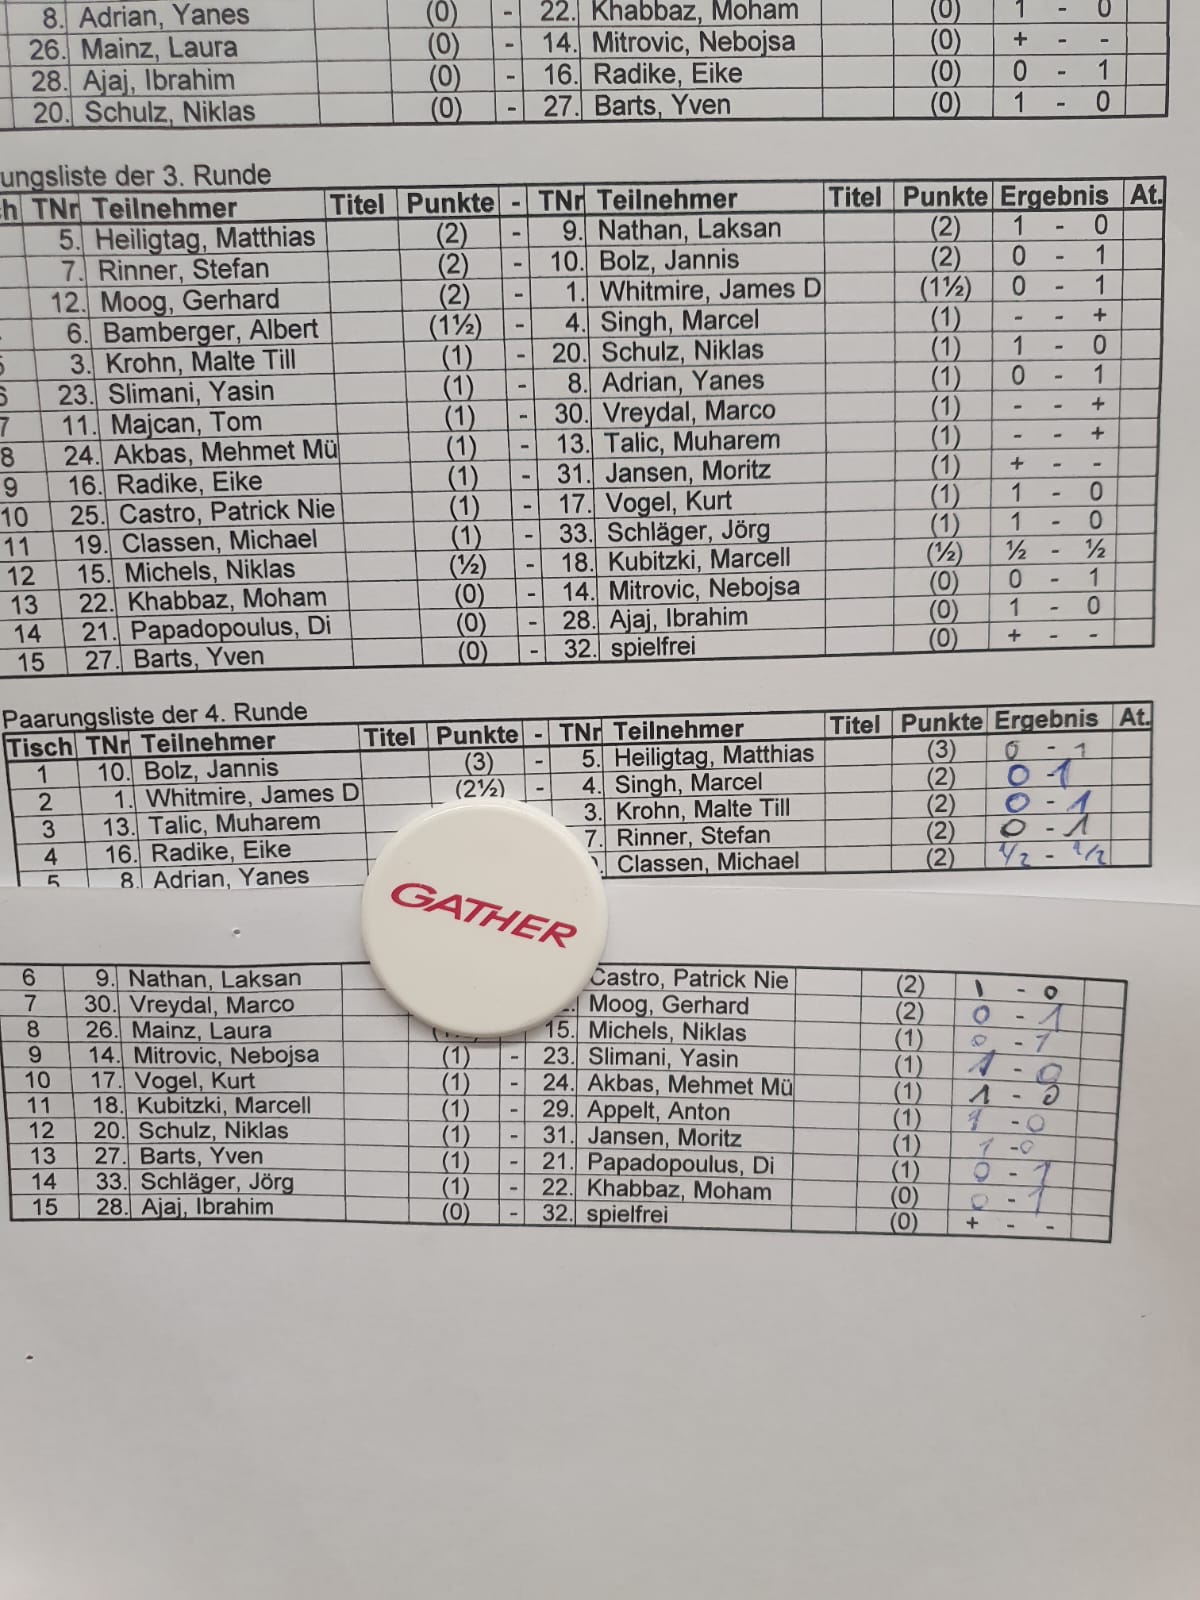 8. Adrian, Yanes (0) - 22. Khabbaz, Moham (0) 1 - 0
26. Mainz, Laura (0) - 14. Mitrovic, Nebojsa (0) + - -
28. Ajaj, Ibrahim (0) - 16. Radike, Eike (0) 0 - 1
20. Schulz, Niklas (0) - 27. Barts, Yven (0) 1 - 0
ungsliste der 3. Runde
h TNr Teilnehmer Titel Punkte - TNr Teilnehmer Titel Punkte Ergebnis At.
5. Heiligtag, Matthias (2) - 9. Nathan, Laksan (2) 1 - 0
7. Rinner, Stefan (2) - 10. Bolz, Jannis (2) 0 - 1
12. Moog, Gerhard (2) - 1. Whitmire, James D (1½) 0 - 1
6. Bamberger, Albert (1½) - 4. Singh, Marcel (1) - - +
3. Krohn, Malte Till (1) - 20. Schulz, Niklas (1) 1 - 0
23. Slimani, Yasin (1) - 8. Adrian, Yanes (1) 0 - 1
7 11. Majcan, Tom (1) - 30. Vreydal, Marco (1) - - +
8 24. Akbas, Mehmet Mü (1) - 13. Talic, Muharem (1) - - +
9 16. Radike, Eike (1) - 31. Jansen, Moritz (1) + - -
10 25. Castro, Patrick Nie (1) - 17. Vogel, Kurt (1) 1 - 0
11 19. Classen, Michael (1) - 33. Schläger, Jörg (1) 1 - 0
12 15. Michels, Niklas (½) - 18. Kubitzki, Marcell (½) ½ - ½
13 22. Khabbaz, Moham (0) - 14. Mitrovic, Nebojsa (0) 0 - 1
14 21. Papadopoulus, Di (0) - 28. Ajaj, Ibrahim (0) 1 - 0
15 27. Barts, Yven (0) - 32. spielfrei (0) + - -
Paarungsliste der 4. Runde
Tisch TNr Teilnehmer Titel Punkte - TNr Teilnehmer Titel Punkte Ergebnis At.
1 10. Bolz, Jannis (3) - 5. Heiligtag, Matthias (3) 0 - 1
2 1. Whitmire, James D (2½) - 4. Singh, Marcel (2) 0 - 1
3 13. Talic, Muharem 3. Krohn, Malte Till (2) 0 - 1
4 16. Radike, Eike 7. Rinner, Stefan (2) 0 - 1
5 8. Adrian, Yanes Classen, Michael (2) 1/2 - 1/2
GATHER
6 9. Nathan, Laksan Castro, Patrick Nie (2) 1 - 0
7 30. Vreydal, Marco Moog, Gerhard (2) 0 - 1
8 26. Mainz, Laura 15. Michels, Niklas (1) 0 - 1
9 14. Mitrovic, Nebojsa (1) - 23. Slimani, Yasin (1) 1 - 0
10 17. Vogel, Kurt (1) - 24. Akbas, Mehmet Mü (1) 1 - 0
11 18. Kubitzki, Marcell (1) - 29. Appelt, Anton (1) 1 - 0
12 20. Schulz, Niklas (1) - 31. Jansen, Moritz (1) 1 - 0
13 27. Barts, Yven (1) - 21. Papadopoulus, Di (1) 0 - 1
14 33. Schläger, Jörg (1) - 22. Khabbaz, Moham (0) 0 - 1
15 28. Ajaj, Ibrahim (0) - 32. spielfrei (0) + - -